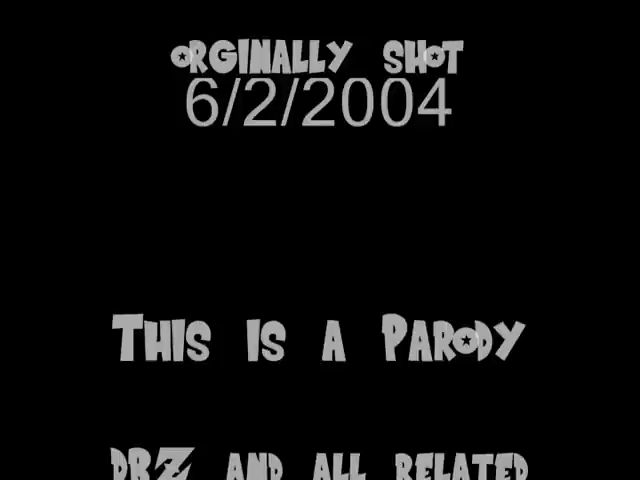 ORGINALLY SHOT
6/2/2004
THIS IS A PARODY
DBZ AND ALL RELATED